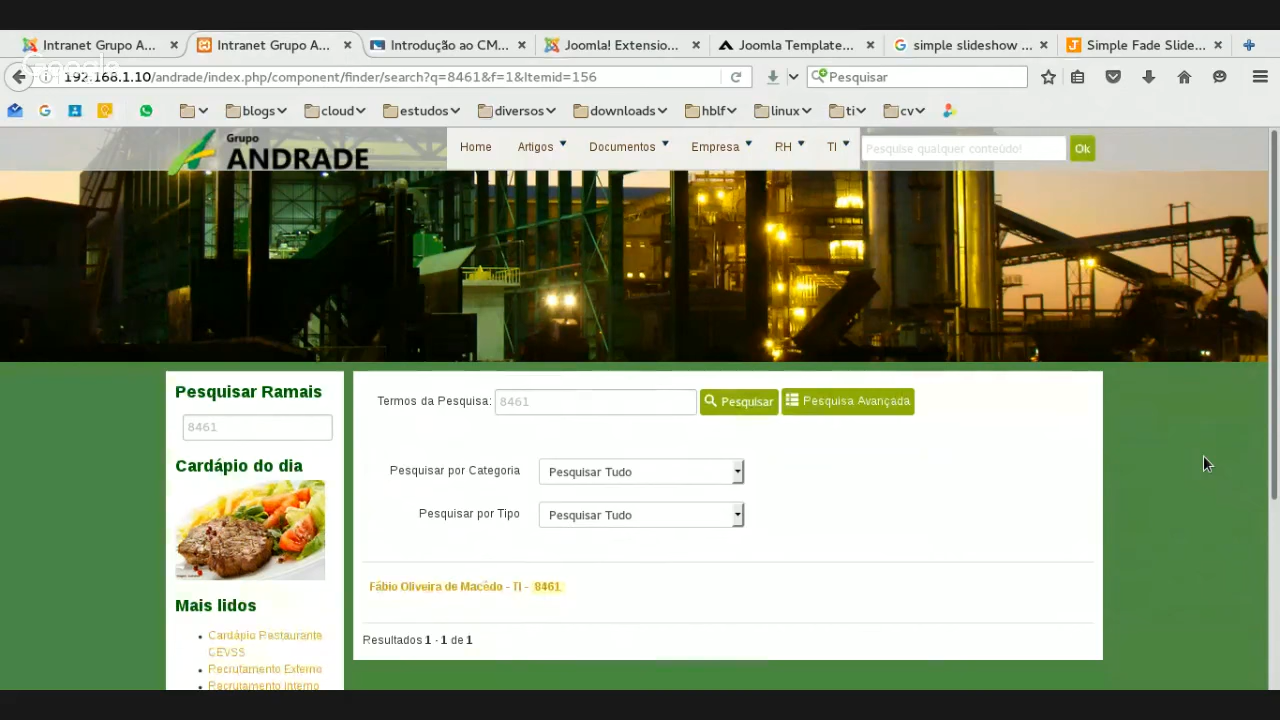 Intranet Grupo A... Intranet Grupo A... Introdução ao CM... Joomla! Extensio... Joomla Template... simple slideshow ... Simple Fade Slide...
Google
192.168.1.10/andrade/index.php/component/finder/search?q=8461&f=1&Itemid=156 Pesquisar
blogs cloud estudos diversos downloads hblf linux ti cv
Grupo
ANDRADE
Home Artigos Documentos Empresa RH TI Pesquise qualquer conteúdo! Ok
Pesquisar Ramais
8461
Cardápio do dia
Mais lidos
Cardápio Restaurante
CEVSS
Recrutamento Externo
Recrutamento Interno
Termos da Pesquisa: 8461 Pesquisar Pesquisa Avançada
Pesquisar por Categoria Pesquisar Tudo
Pesquisar por Tipo Pesquisar Tudo
Fábio Oliveira de Macêdo - TI - 8461
Resultados 1 - 1 de 1